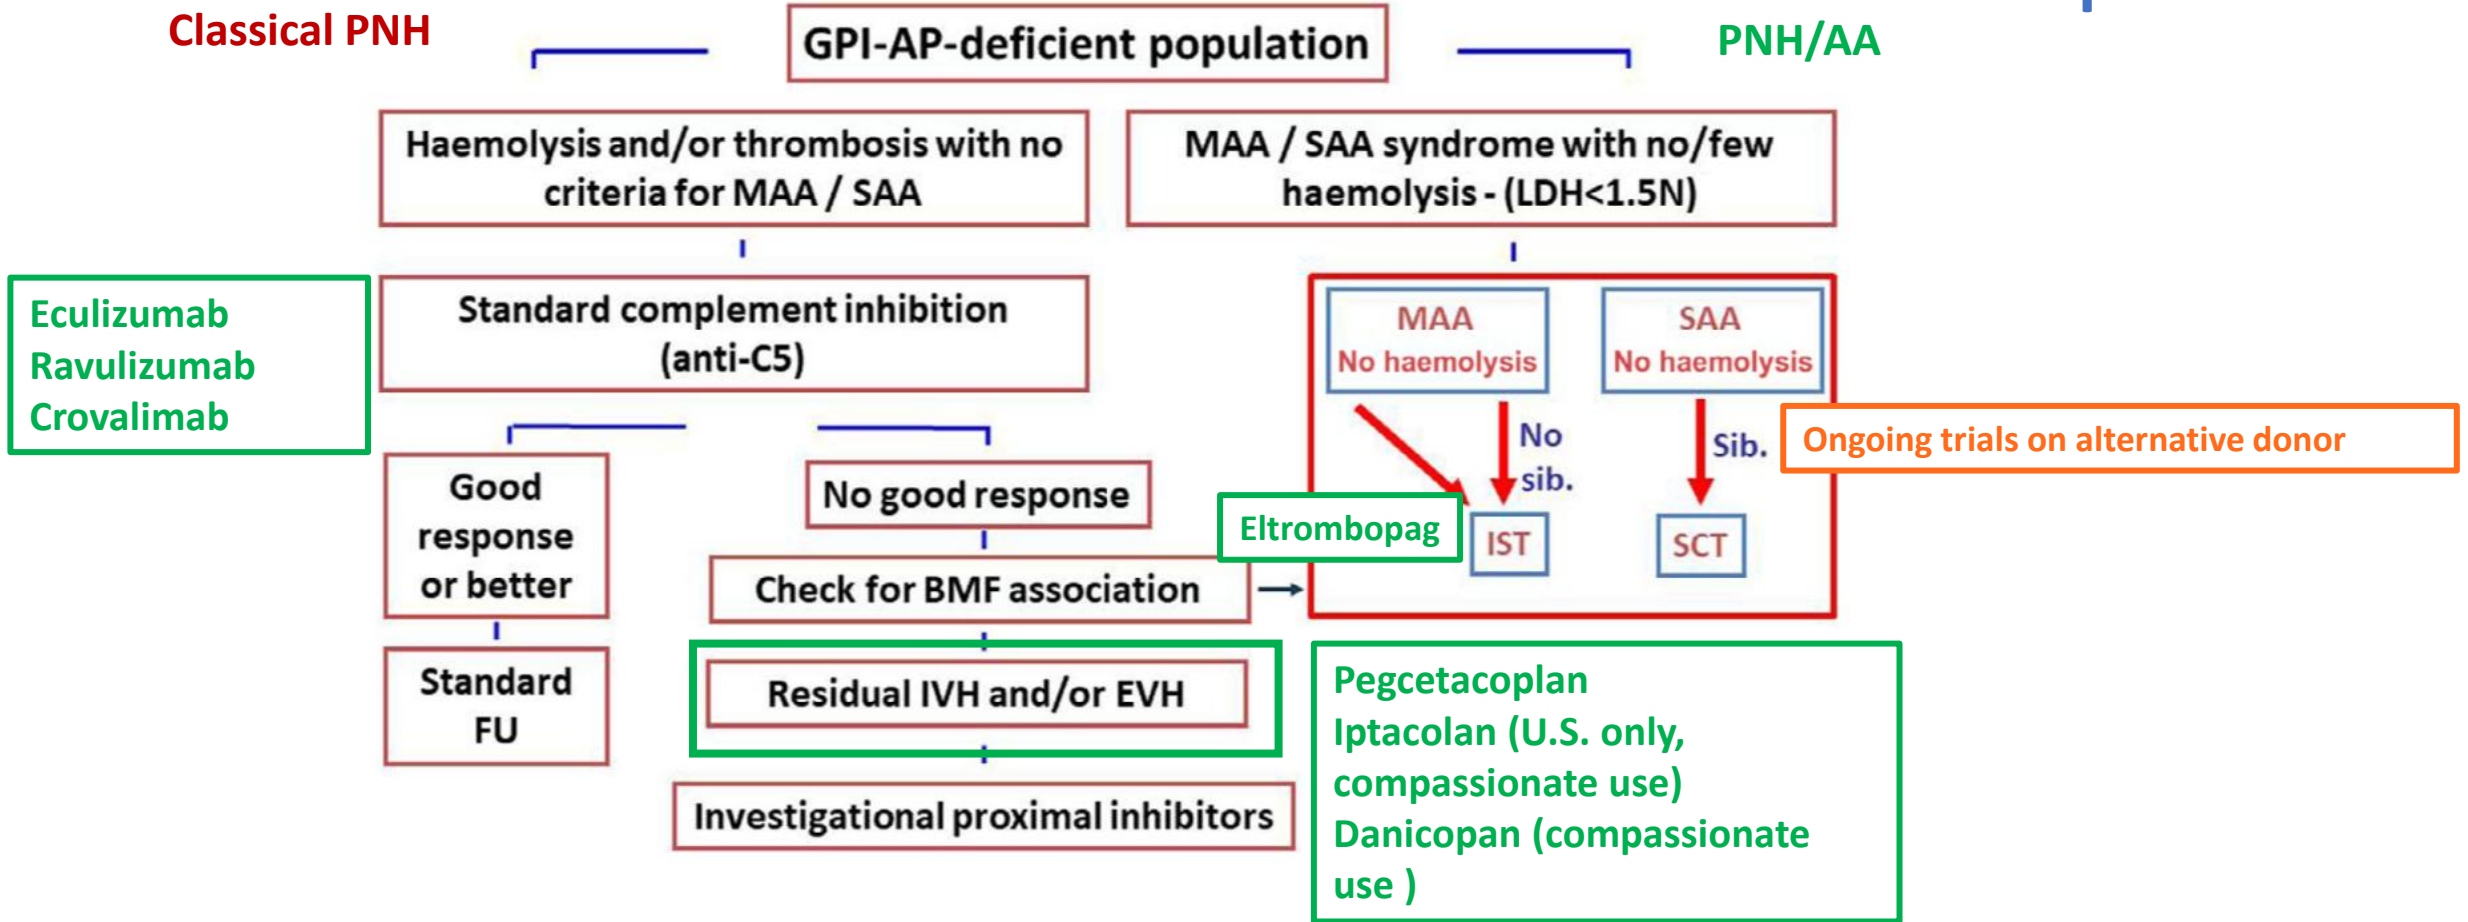 Classical PNH
GPI-AP-deficient population
PNH/AA
Haemolysis and/or thrombosis with no
criteria for MAA / SAA
MAA / SAA syndrome with no/few
haemolysis - (LDH<1.5N)
Eculizumab
Ravulizumab
Crovalimab
Standard complement inhibition
(anti-C5)
MAA
No haemolysis
SAA
No haemolysis
No
sib.
Sib.
Ongoing trials on alternative donor
Good
response
or better
No good response
Eltrombopag
IST
SCT
Check for BMF association
Standard
FU
Residual IVH and/or EVH
Investigational proximal inhibitors
Pegcetacoplan
Iptacolan (U.S. only,
compassionate use)
Danicopan (compassionate
use )